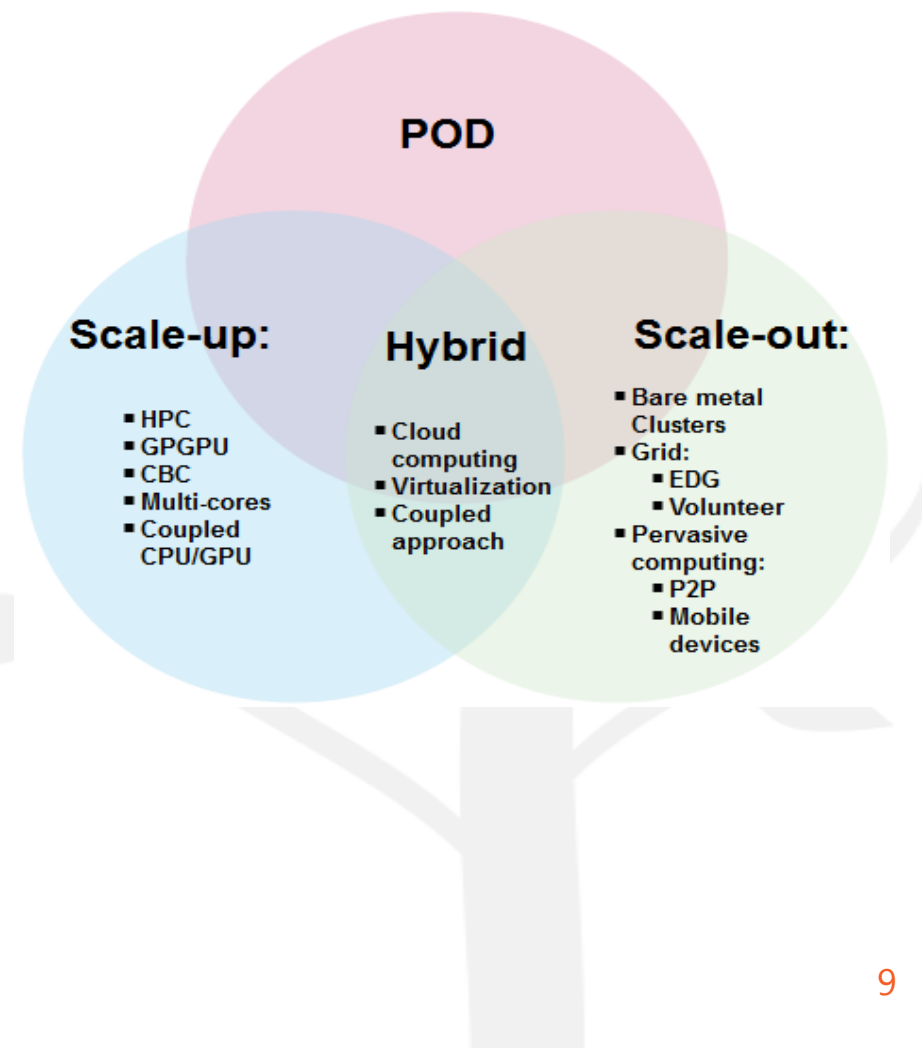 POD
Scale-up:
▪ HPC
▪ GPGPU
▪ CBC
▪ Multi-cores
▪ Coupled
CPU/GPU
Hybrid
▪ Cloud
computing
▪ Virtualization
▪ Coupled
approach
Scale-out:
▪ Bare metal
Clusters
▪ Grid:
▪ EDG
▪ Volunteer
▪ Pervasive
computing:
▪ P2P
▪ Mobile
devices
9